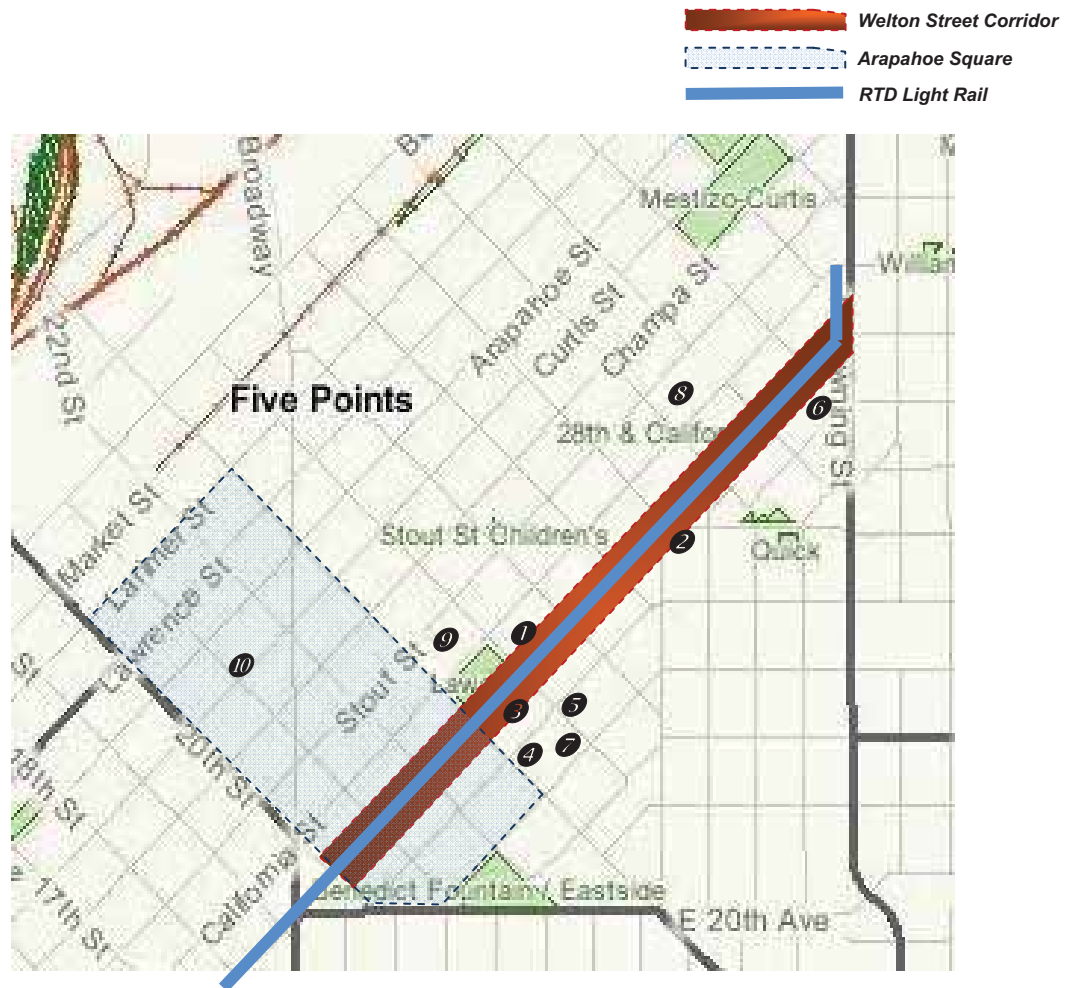 Welton Street Corridor
Arapahoe Square
RTD Light Rail
Broadway
Mestizo-Curtis
22nd St
Arapahoe St
Curtis St
Champa St
Five Points
8
6
28th & Califo
Market St
Larimer St
Lawrence St
Stout St Children's
2
Quick
9
1
10
Stout St
3
5
4
7
20th St
18th St
17th St
California St
Benedict Fountain / Eastside
E 20th Ave